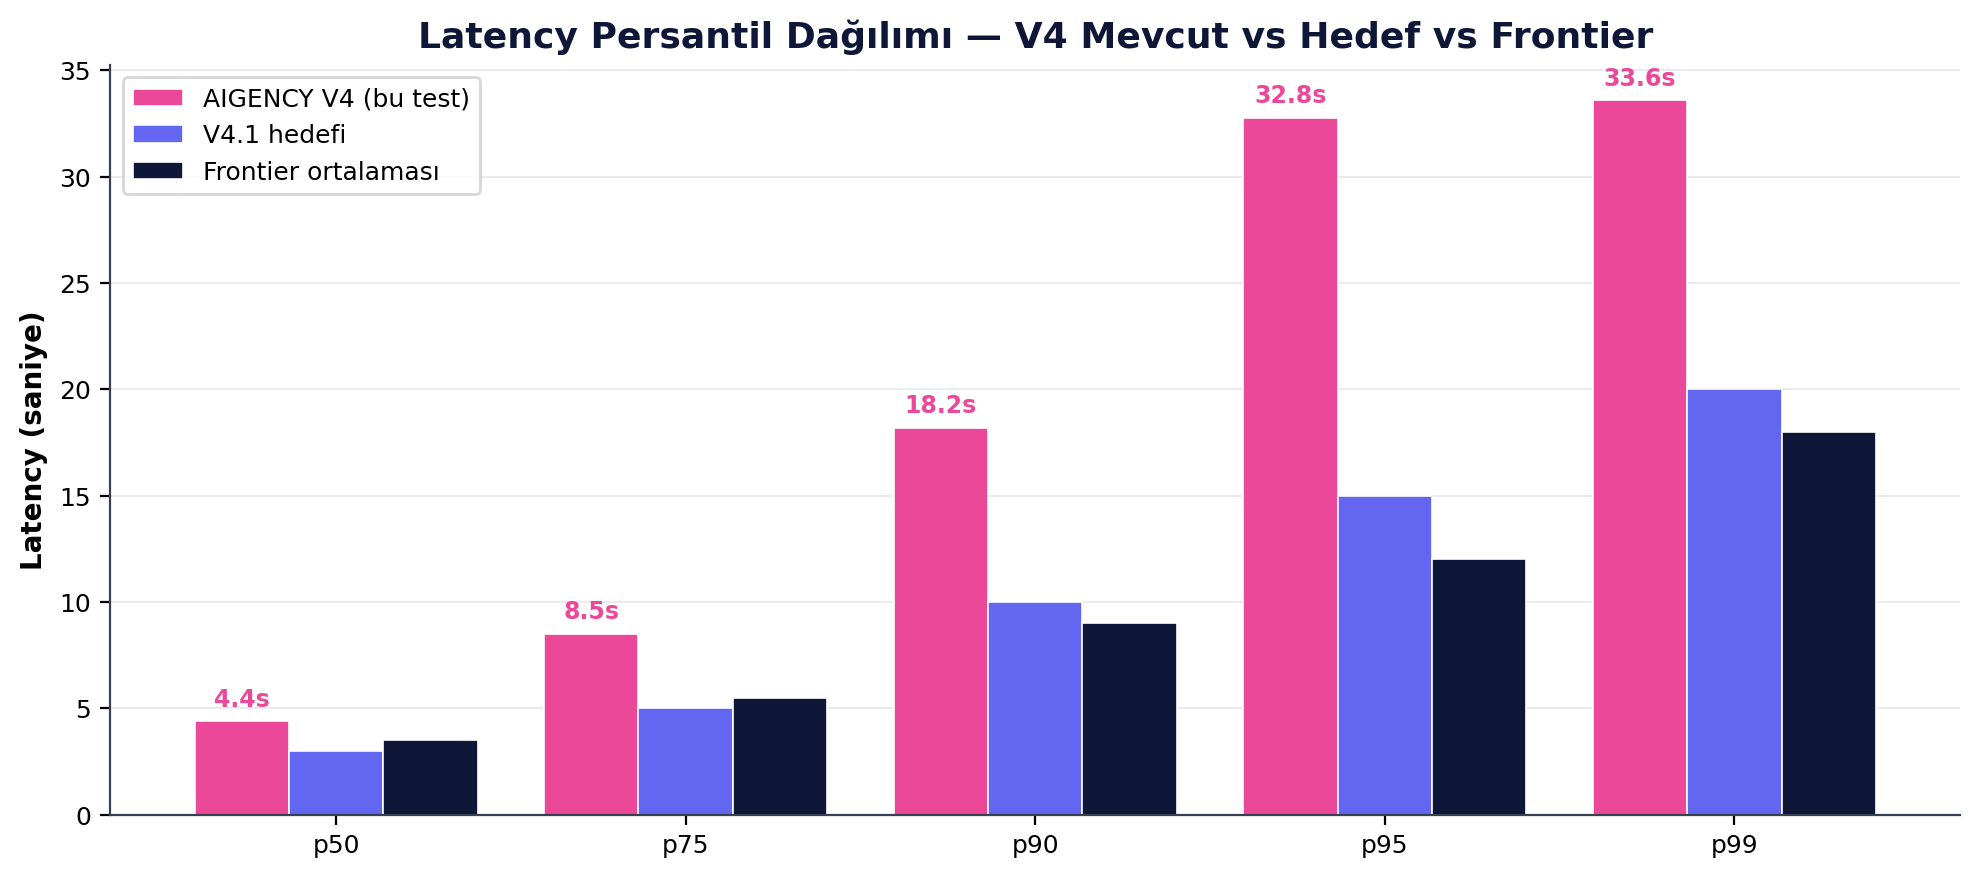 Latency Persantil Dağılımı — V4 Mevcut vs Hedef vs Frontier
AIGENCY V4 (bu test)
V4.1 hedefi
Frontier ortalaması
Latency (saniye)
35
30
25
20
15
10
5
0
4.4s
8.5s
18.2s
32.8s
33.6s
p50
p75
p90
p95
p99